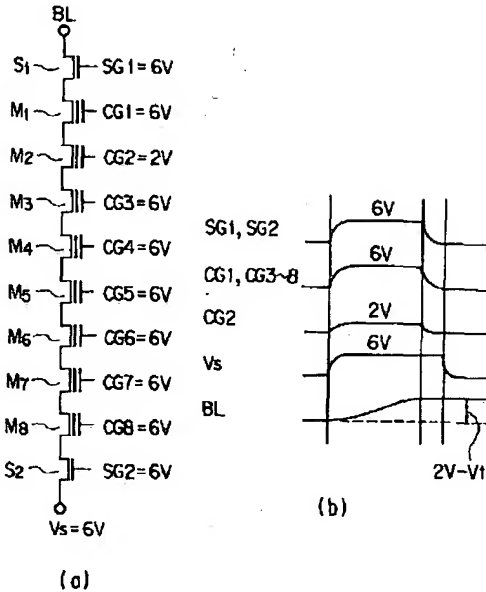 BL
S1 SG1=6V
M1 CG1=6V
M2 CG2=2V
M3 CG3=6V
M4 CG4=6V
M5 CG5=6V
M6 CG6=6V
M7 CG7=6V
M8 CG8=6V
S2 SG2=6V
Vs=6V
(a)
6V
SG1, SG2
6V
CG1, CG3~8
2V
CG2
6V
Vs
BL
2V-Vt
(b)